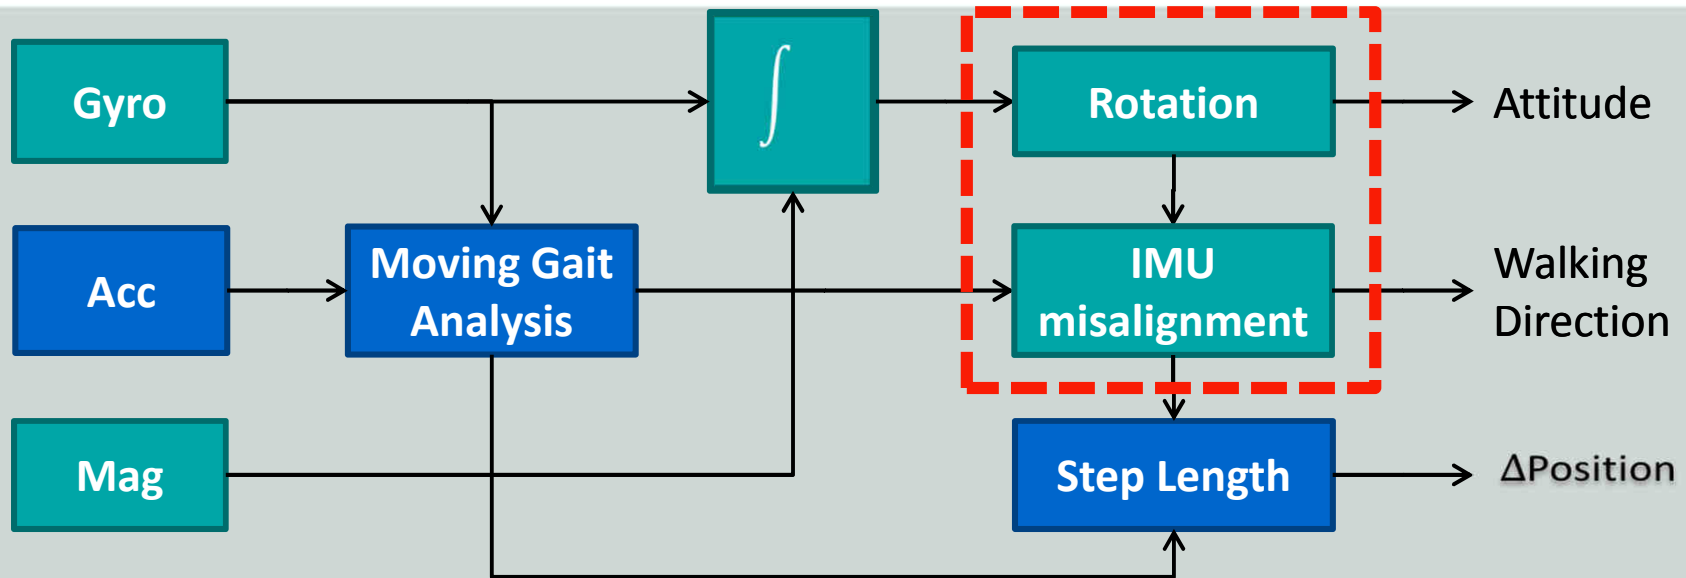 Gyro
∫
Rotation
Attitude
Acc
Moving Gait
Analysis
IMU
misalignment
Walking
Direction
Mag
Step Length
ΔPosition